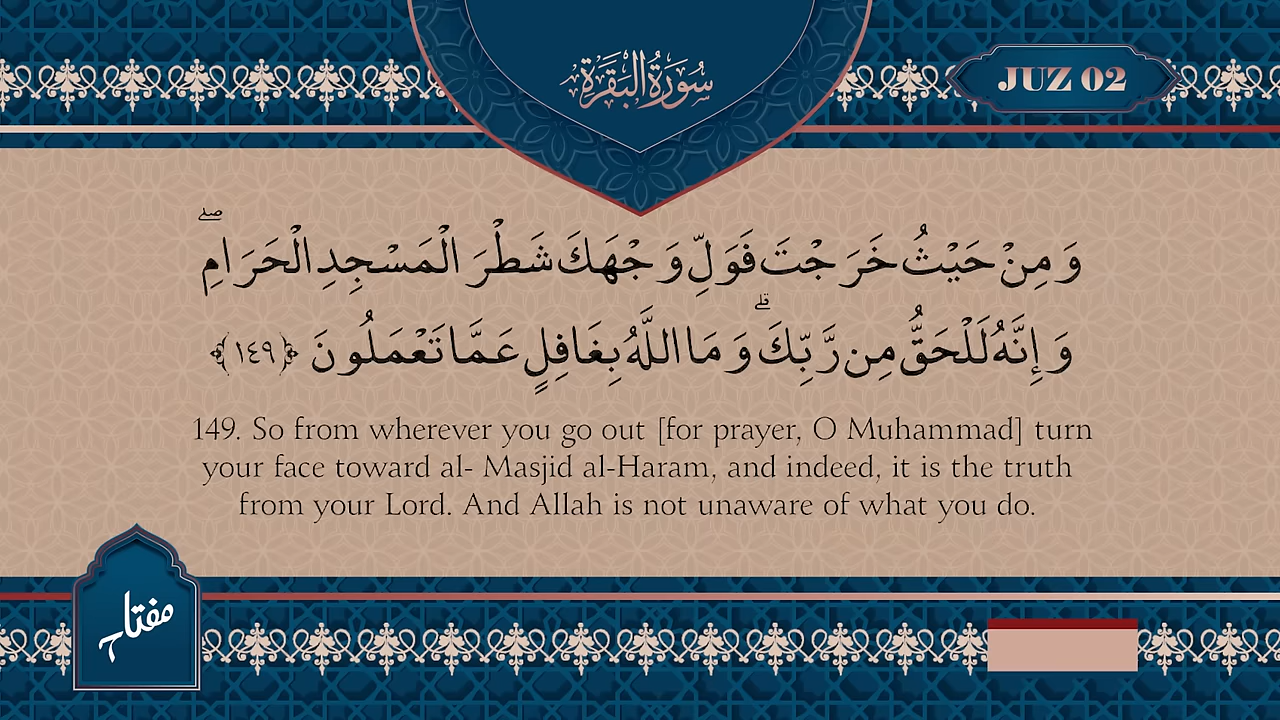 سُورَةُ البَقَرَةِ
JUZ 02
وَمِنْ حَيْثُ خَرَجْتَ فَوَلِّ وَجْهَكَ شَطْرَ الْمَسْجِدِ الْحَرَامِ ۖ
وَإِنَّهُ لَلْحَقُّ مِن رَّبِّكَ ۗ وَمَا اللَّهُ بِغَافِلٍ عَمَّا تَعْمَلُونَ ﴿١٤٩﴾
149. So from wherever you go out [for prayer, O Muhammad] turn
your face toward al- Masjid al-Haram, and indeed, it is the truth
from your Lord. And Allah is not unaware of what you do.
مفتاح